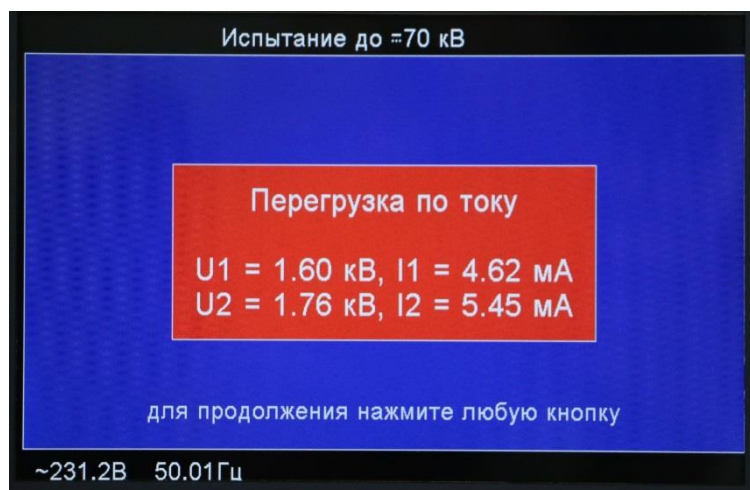 Испытание до =70 кВ
Перегрузка по току
U1 = 1.60 кВ, I1 = 4.62 мА
U2 = 1.76 кВ, I2 = 5.45 мА
для продолжения нажмите любую кнопку
~231.2В 50.01Гц